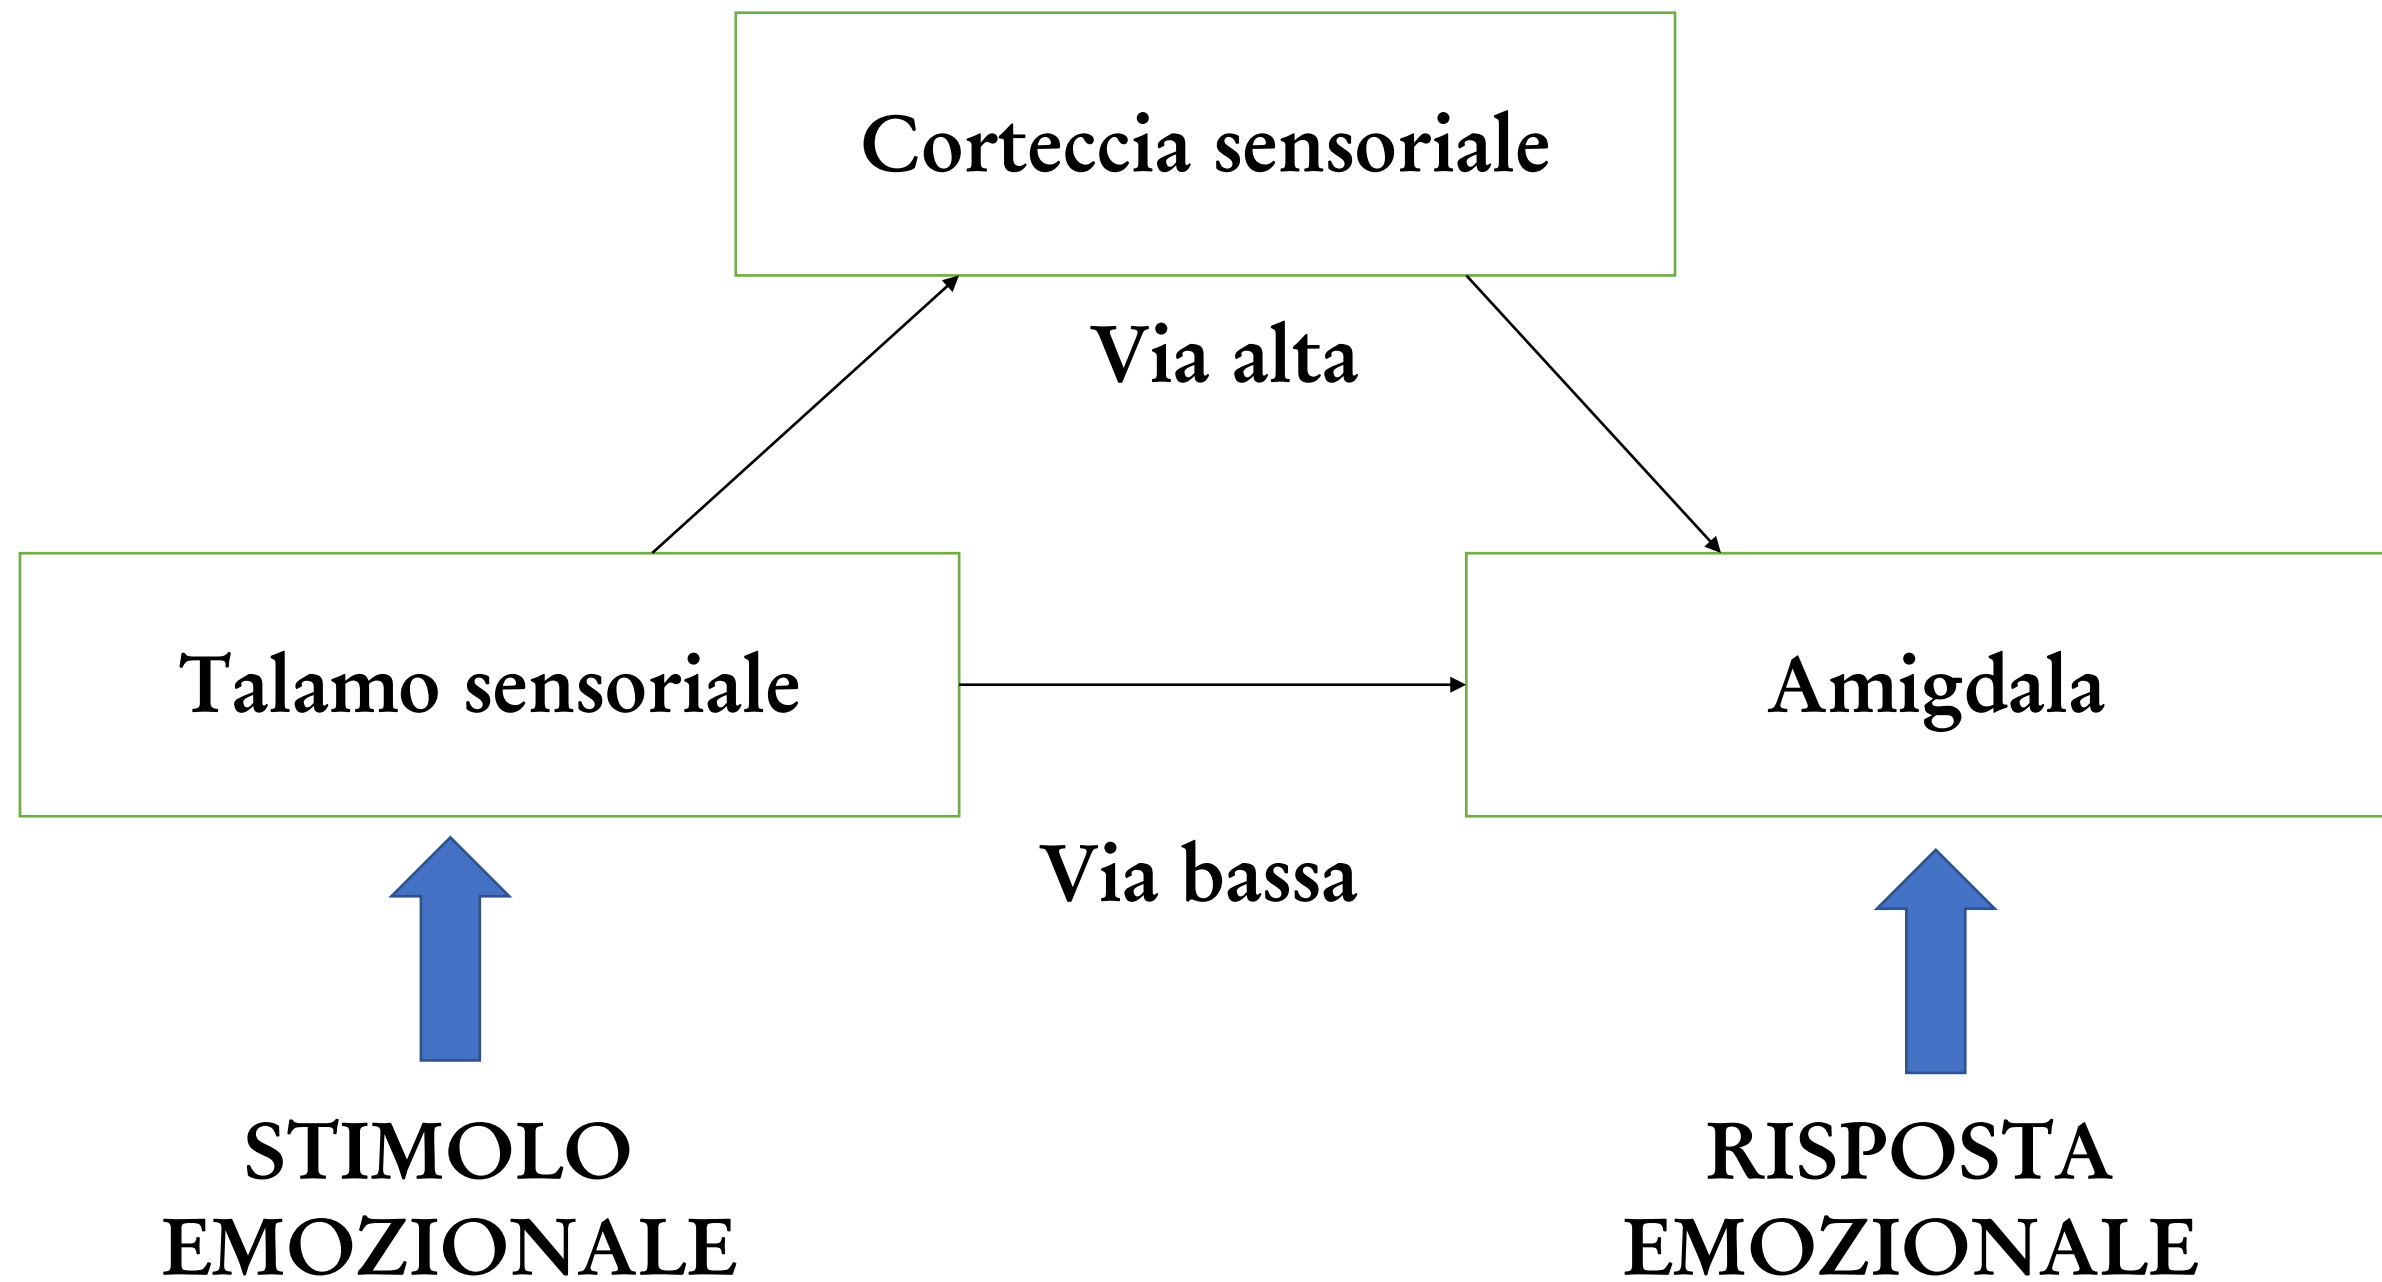 Corteccia sensoriale
Via alta
Talamo sensoriale
Amigdala
Via bassa
STIMOLO
EMOZIONALE
RISPOSTA
EMOZIONALE